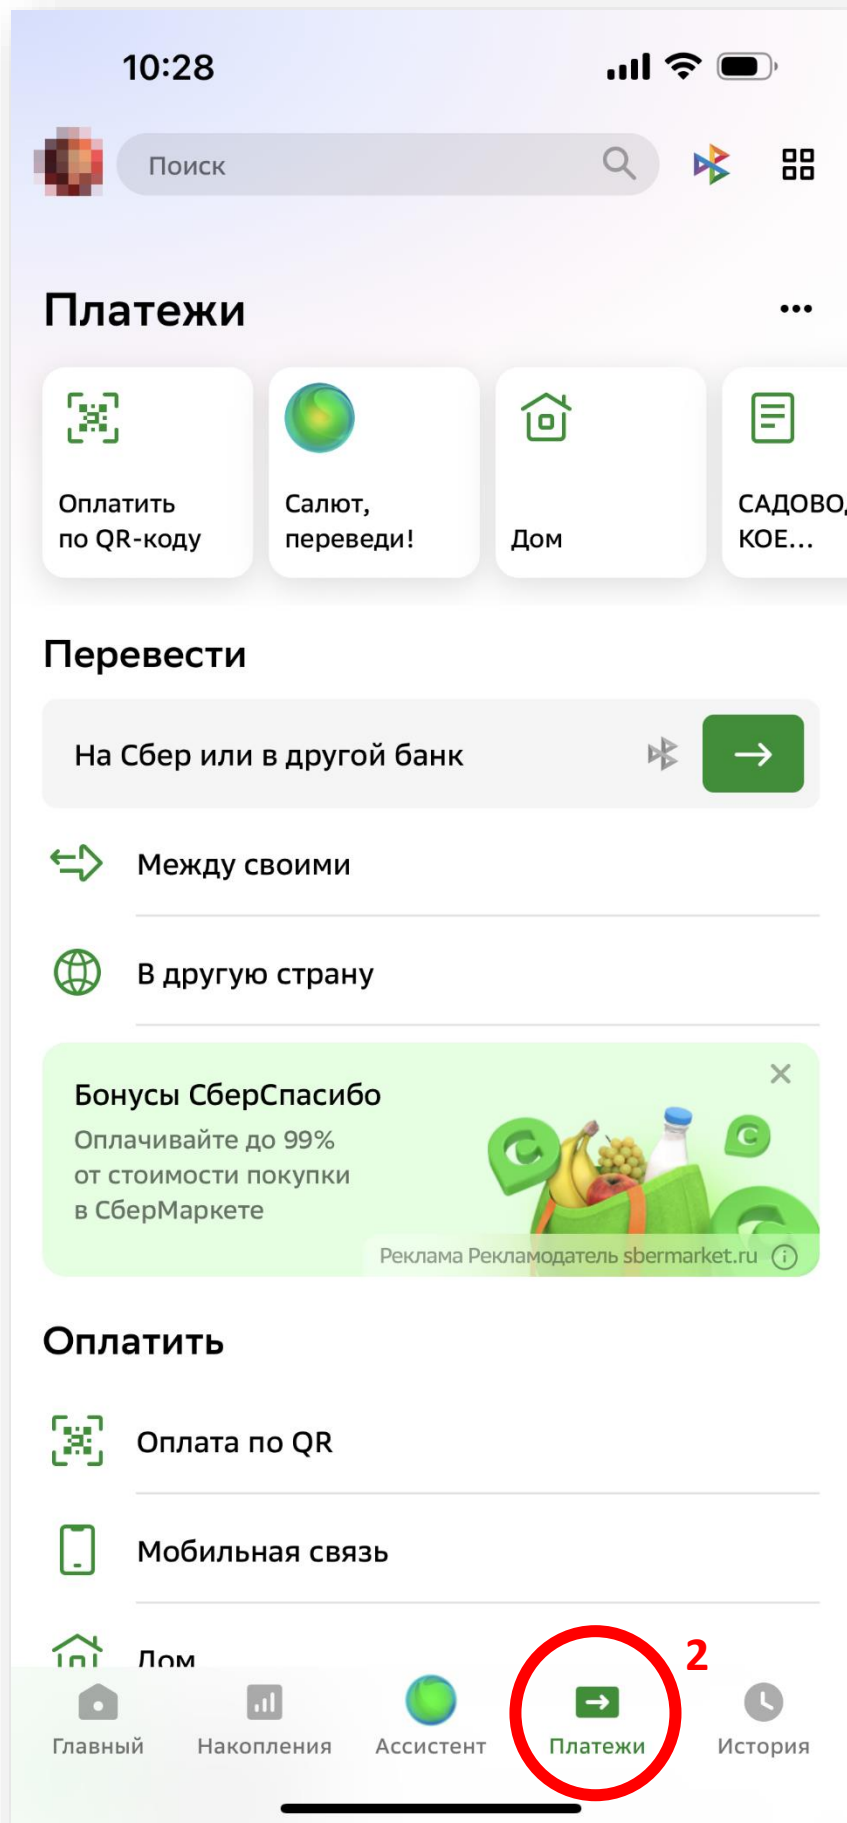 10:28
Поиск
Платежи
Оплатить
по QR-коду
Салют,
переведи!
Дом
САДОВО
КОЕ...
Перевести
На Сбер или в другой банк
Между своими
В другую страну
Бонусы СберСпасибо
Оплачивайте до 99%
от стоимости покупки
в СберМаркете
Реклама Рекламодатель sbermarket.ru
Оплатить
Оплата по QR
Мобильная связь
Дом
2
Главный
Накопления
Ассистент
Платежи
История